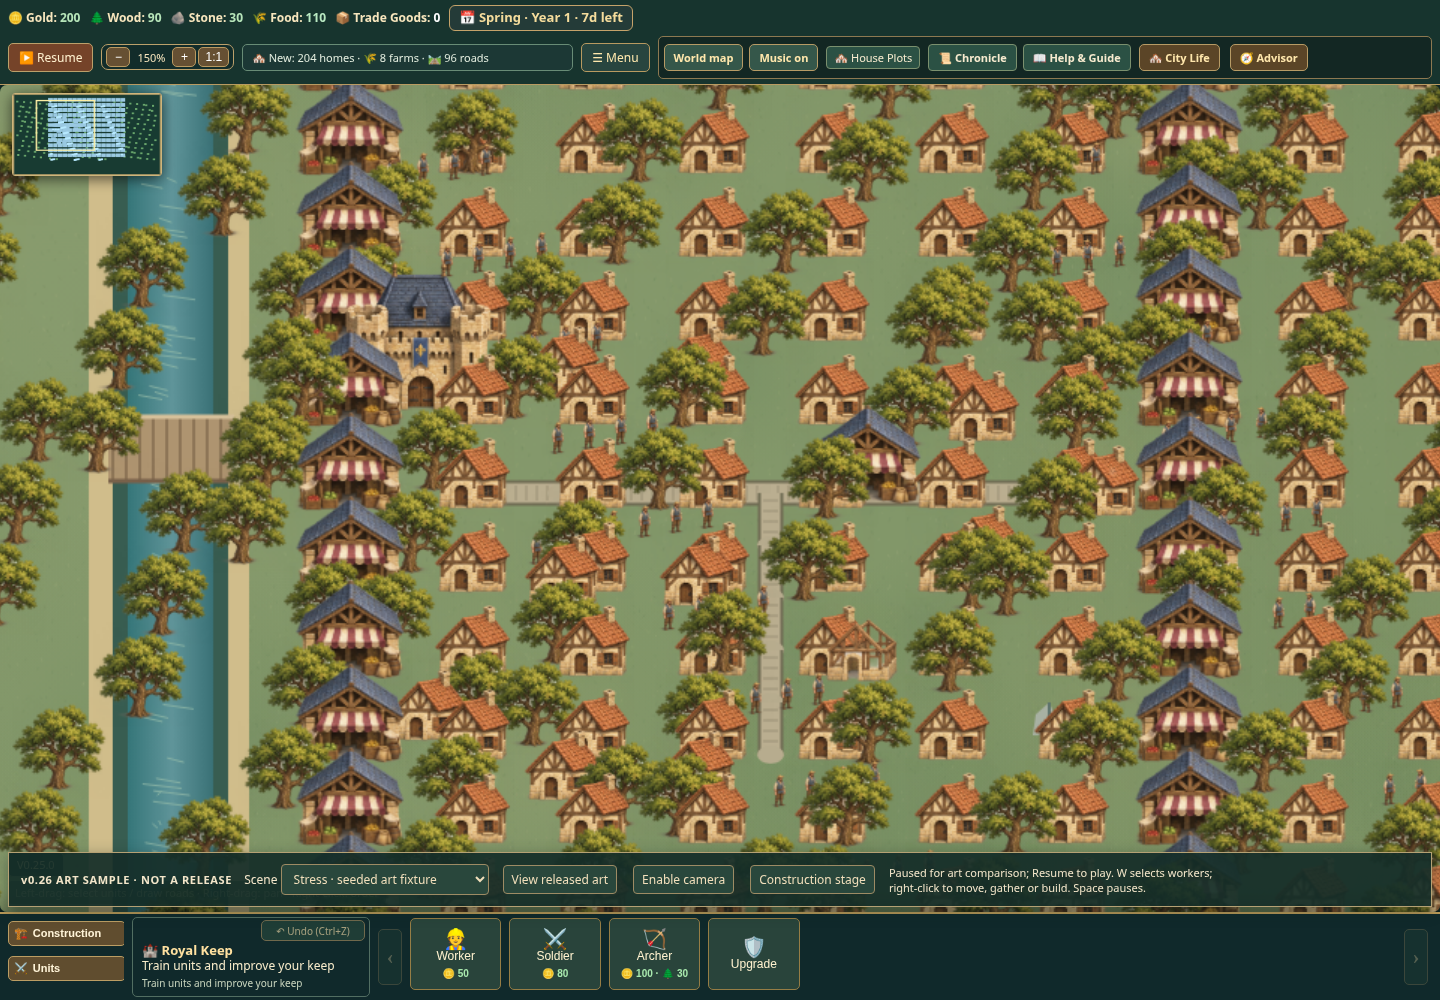 Gold: 200 Wood: 90 Stone: 30 Food: 110 Trade Goods: 0 Spring · Year 1 · 7d left
Resume − 150% + 1:1 New: 204 homes · 8 farms · 96 roads ☰ Menu World map Music on House Plots Chronicle Help & Guide City Life Advisor
v0.25.0
v0.26 ART SAMPLE · NOT A RELEASE Scene Stress · seeded art fixture View released art Enable camera Construction stage
Paused for art comparison; Resume to play. W selects workers;
right-click to move, gather or build. Space pauses.
Construction
Units
↶ Undo (Ctrl+Z)
Royal Keep
Train units and improve your keep
Train units and improve your keep
‹
Worker
50
Soldier
80
Archer
100 · 30
Upgrade
›